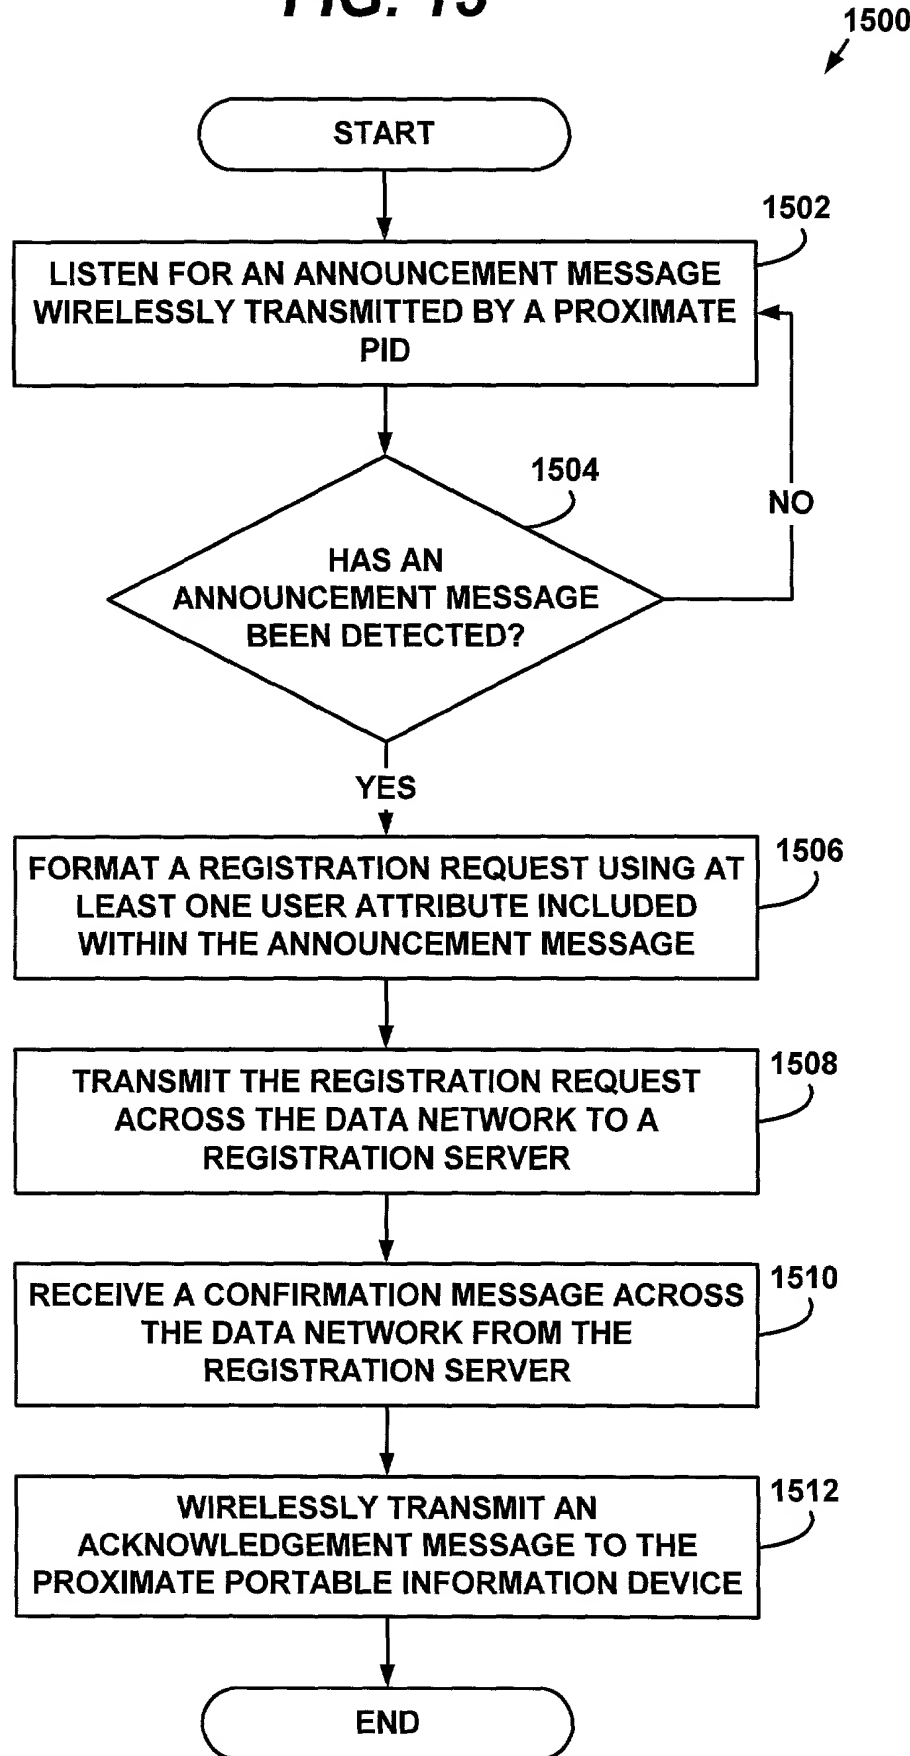 FIG. 15
1500
START
1502
LISTEN FOR AN ANNOUNCEMENT MESSAGE
WIRELESSLY TRANSMITTED BY A PROXIMATE
PID
1504
NO
HAS AN
ANNOUNCEMENT MESSAGE
BEEN DETECTED?
YES
1506
FORMAT A REGISTRATION REQUEST USING AT
LEAST ONE USER ATTRIBUTE INCLUDED
WITHIN THE ANNOUNCEMENT MESSAGE
1508
TRANSMIT THE REGISTRATION REQUEST
ACROSS THE DATA NETWORK TO A
REGISTRATION SERVER
1510
RECEIVE A CONFIRMATION MESSAGE ACROSS
THE DATA NETWORK FROM THE
REGISTRATION SERVER
1512
WIRELESSLY TRANSMIT AN
ACKNOWLEDGEMENT MESSAGE TO THE
PROXIMATE PORTABLE INFORMATION DEVICE
END